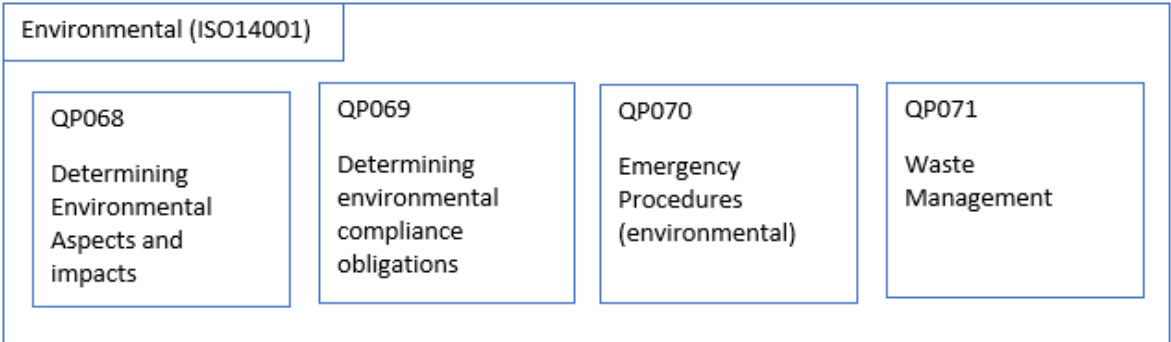 Environmental (ISO14001)
QP068
Determining
Environmental
Aspects and
impacts
QP069
Determining
environmental
compliance
obligations
QP070
Emergency
Procedures
(environmental)
QP071
Waste
Management